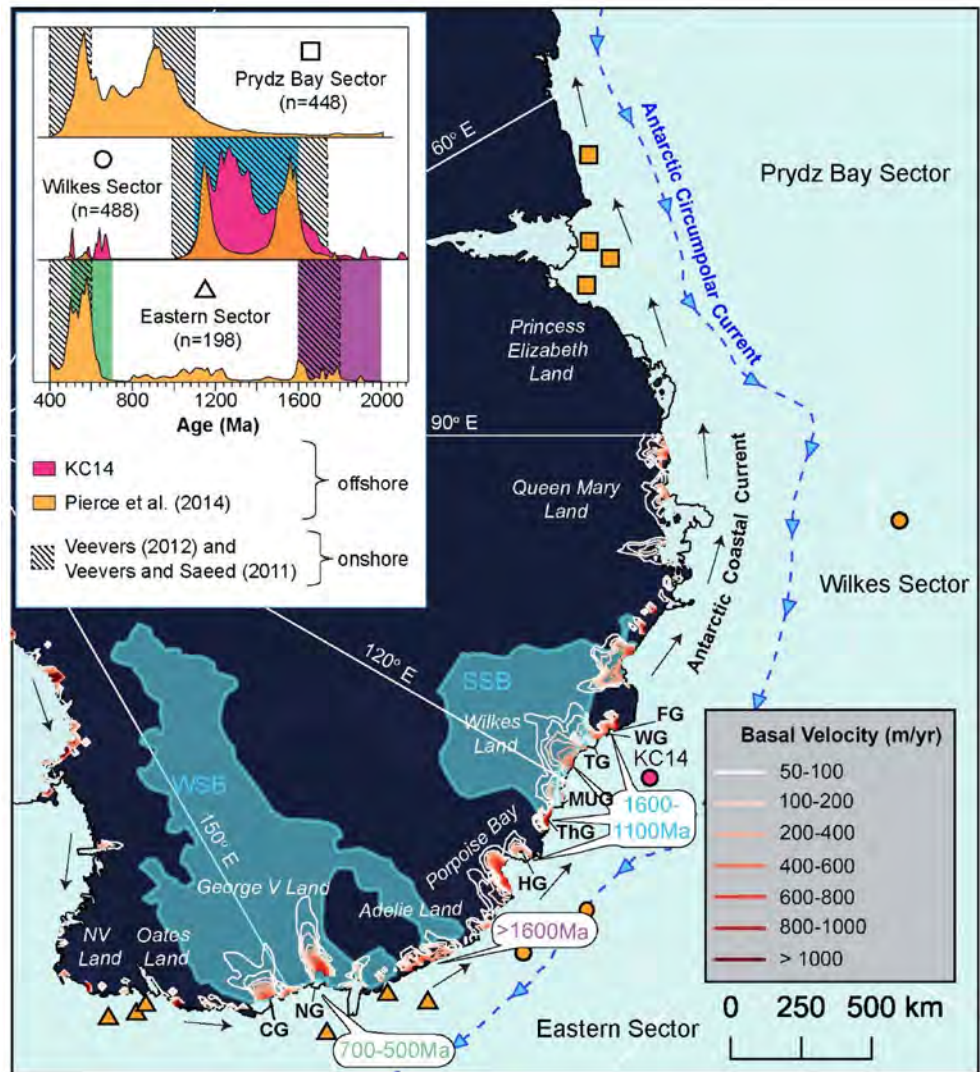 Prydz Bay Sector
(n=448)
Wilkes Sector
(n=488)
Eastern Sector
(n=198)
400
800
1200
1600
2000
Age (Ma)
KC14
Pierce et al. (2014)
offshore
Veevers (2012) and
Veevers and Saeed (2011)
onshore
60° E
Antarctic Circumpolar Current
Prydz Bay Sector
Princess
Elizabeth
Land
90° E
Queen Mary
Land
Antarctic Coastal Current
Wilkes Sector
120° E
SSB
Wilkes
Land
FG
WG
TG
KC14
MUG
1600-
1100Ma
ThG
HG
Porpoise Bay
WSB
150° E
George V Land
Adelie Land
>1600Ma
NV
Land
Oates
Land
CG
NG
700-500Ma
Eastern Sector
Basal Velocity (m/yr)
50-100
100-200
200-400
400-600
600-800
800-1000
> 1000
0
250
500 km